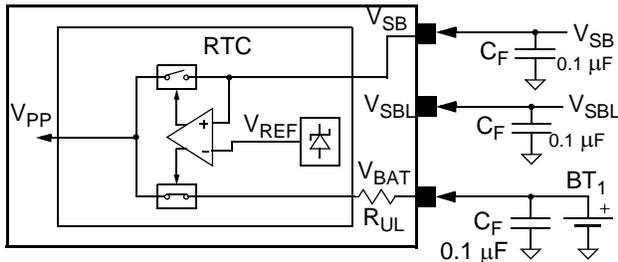 V_SB
RTC
V_SB
C_F
0.1 µF
V_PP
+
V_REF
−
V_SBL
V_SBL
C_F
0.1 µF
V_BAT
R_UL
BT_1
+
C_F
0.1 µF